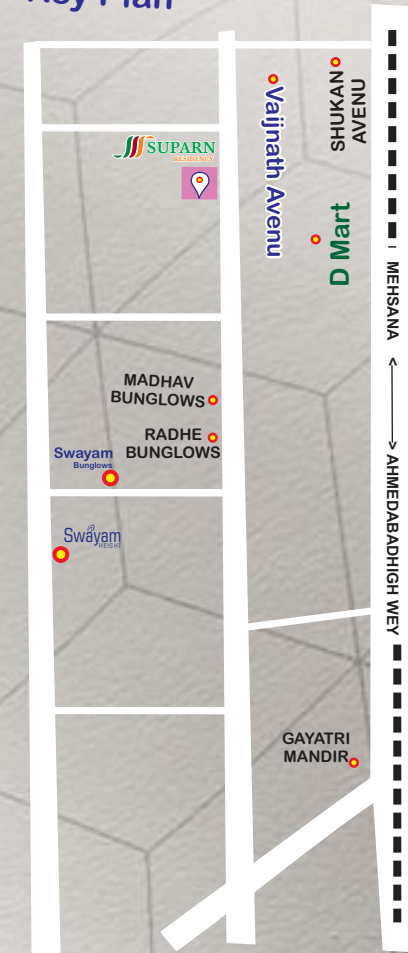 Key Plan
SHUKAN
AVENU
Vaijnath Avenu
SUPARN
RESIDENCY
D Mart
MEHSANA <----> AHMEDABADHIGH WEY
MADHAV
BUNGLOWS
RADHE
BUNGLOWS
Swayam
Bunglows
Swayam
HEIGHT
GAYATRI
MANDIR